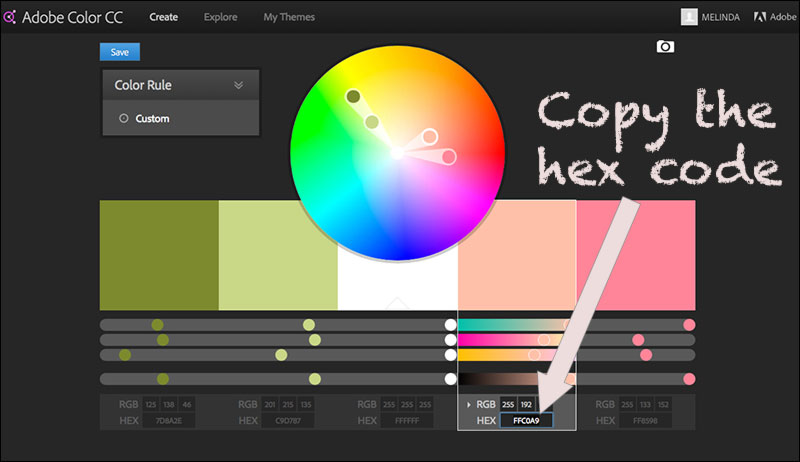 Adobe Color CC
Create
Explore
My Themes
MELINDA
Adobe
Save
Color Rule
Custom
Copy the
hex code
RGB 125 138 46
HEX 7D8A2E
RGB 201 215 135
HEX C9D787
RGB 255 255 255
HEX FFFFFF
RGB 255 192
HEX FFC0A9
RGB 255 133 152
HEX FF8598